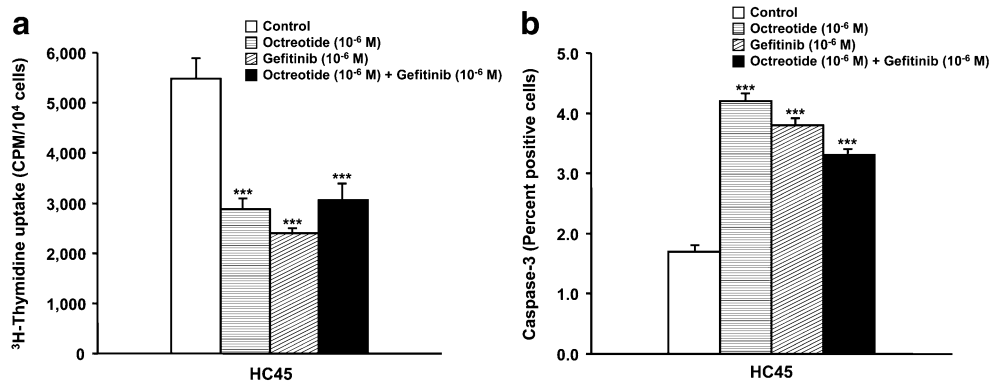 a
Control
Octreotide (10⁻⁶ M)
Gefitinib (10⁻⁶ M)
Octreotide (10⁻⁶ M) + Gefitinib (10⁻⁶ M)
³H-Thymidine uptake (CPM/10⁴ cells)
6,000
5,000
4,000
3,000
2,000
1,000
0
***
***
***
HC45
b
Control
Octreotide (10⁻⁶ M)
Gefitinib (10⁻⁶ M)
Octreotide (10⁻⁶ M) + Gefitinib (10⁻⁶ M)
Caspase-3 (Percent positive cells)
5.0
4.0
3.0
2.0
1.0
0.0
***
***
***
HC45